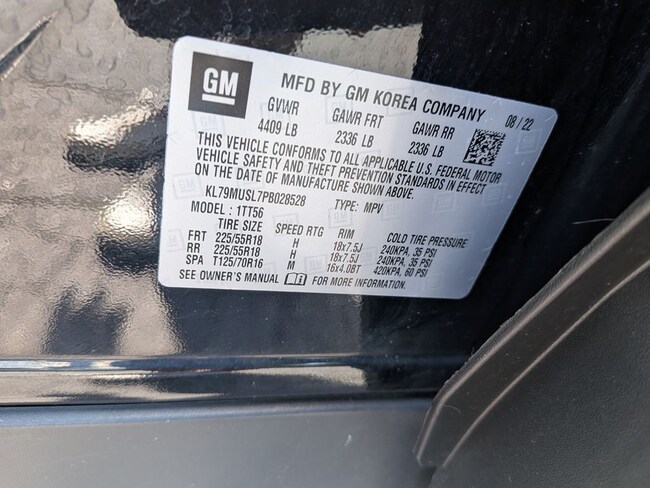 GM
MFD BY GM KOREA COMPANY
GVWR GAWR FRT GAWR RR 08 / 22
4409 LB 2336 LB 2336 LB
THIS VEHICLE CONFORMS TO ALL APPLICABLE U.S. FEDERAL MOTOR
VEHICLE SAFETY AND THEFT PREVENTION STANDARDS IN EFFECT
ON THE DATE OF MANUFACTURE SHOWN ABOVE.
KL79MUSL7PB028528 TYPE: MPV
MODEL : 1TT56
TIRE SIZE SPEED RTG RIM COLD TIRE PRESSURE
FRT 225/55R18 H 18x7.5J 240KPA, 35 PSI
RR 225/55R18 H 18x7.5J 240KPA, 35 PSI
SPA T125/70R16 M 16x4.0BT 420KPA, 60 PSI
SEE OWNER'S MANUAL FOR MORE INFORMATION.